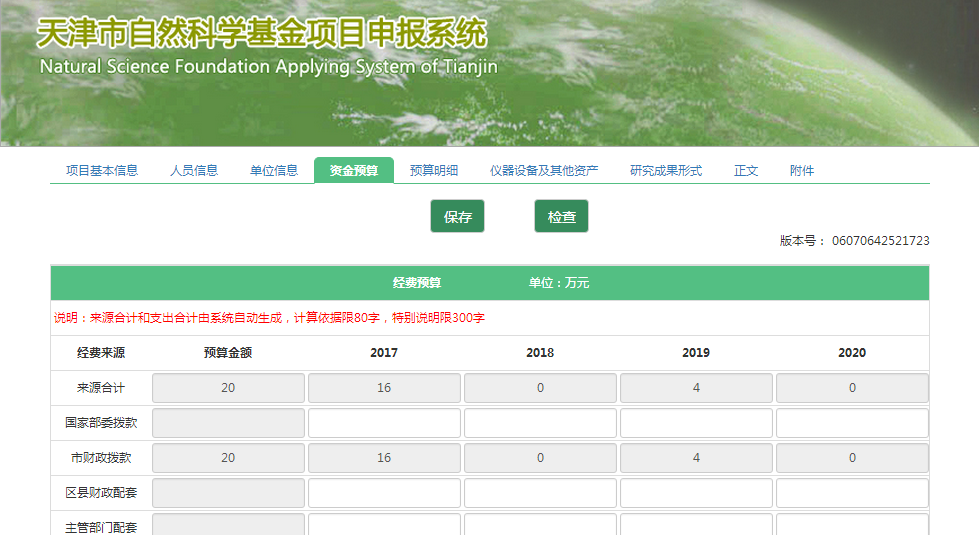 天津市自然科学基金项目申报系统
Natural Science Foundation Applying System of Tianjin
项目基本信息 人员信息 单位信息 资金预算 预算明细 仪器设备及其他资产 研究成果形式 正文 附件
保存 检查
版本号： 06070642521723
经费预算 单位：万元
说明：来源合计和支出合计由系统自动生成，计算依据限80字，特别说明限300字
经费来源 预算金额 2017 2018 2019 2020
来源合计 20 16 0 4 0
国家部委拨款
市财政拨款 20 16 0 4 0
区县财政配套
主管部门配套